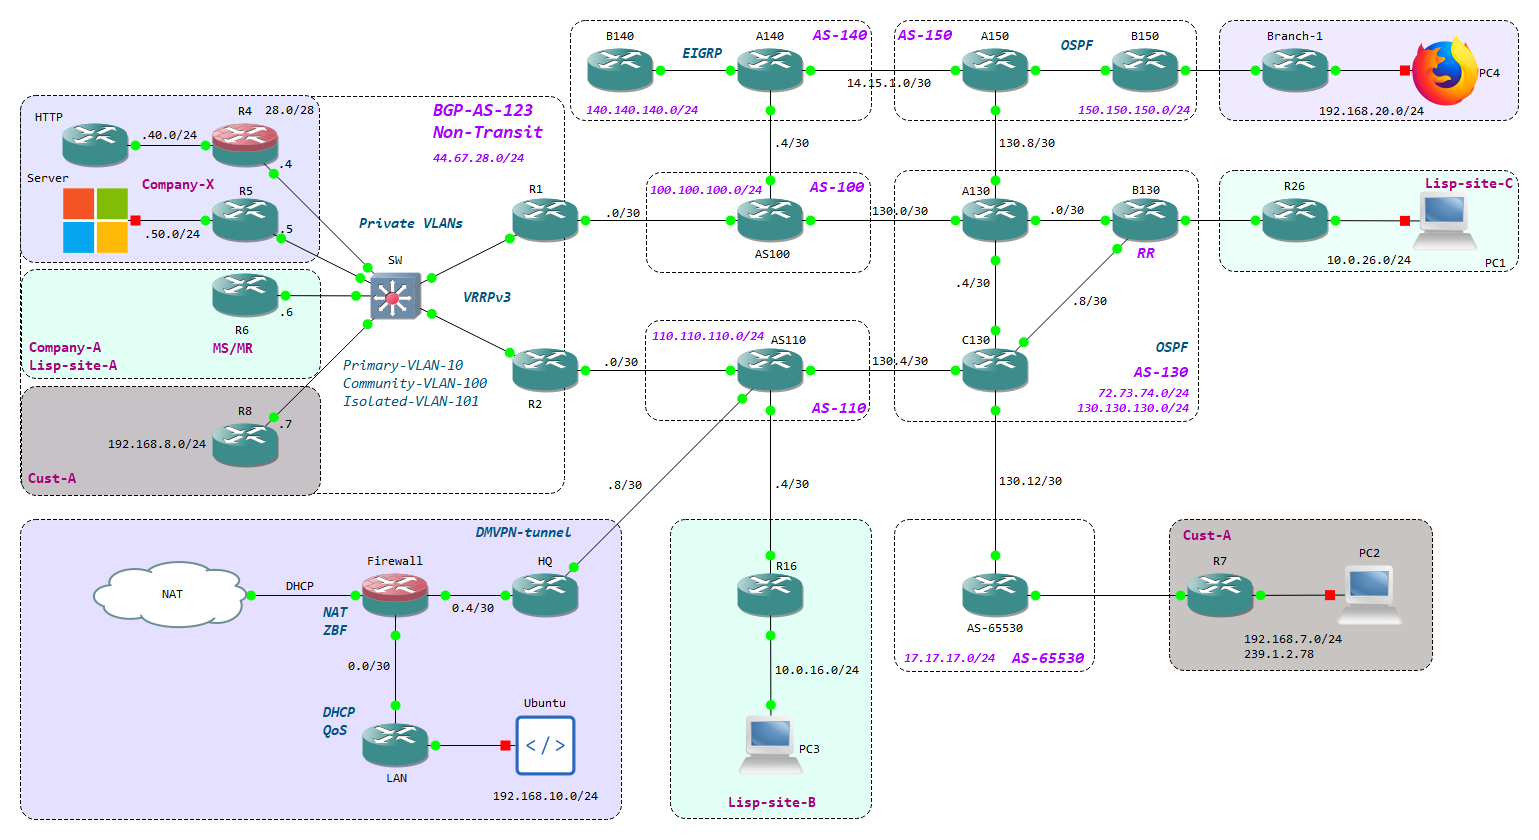 B140
EIGRP
A140
AS-140
140.140.140.0/24
14.15.1.0/30
AS-150
A150
OSPF
B150
150.150.150.0/24
Branch-1
PC4
192.168.20.0/24
HTTP
.40.0/24
R4
28.0/28
.4
Server
Company-X
R5
.50.0/24
.5
BGP-AS-123
Non-Transit
44.67.28.0/24
Private VLANs
R1
.0/30
SW
VRRPv3
.4/30
100.100.100.0/24
AS-100
AS100
130.0/30
130.8/30
A130
.0/30
B130
RR
.4/30
.8/30
C130
OSPF
AS-130
72.73.74.0/24
130.130.130.0/24
R26
Lisp-site-C
10.0.26.0/24
PC1
R6
.6
MS/MR
Company-A
Lisp-site-A
Primary-VLAN-10
Community-VLAN-100
Isolated-VLAN-101
R2
.0/30
110.110.110.0/24
AS110
130.4/30
AS-110
R8
.7
192.168.8.0/24
Cust-A
.8/30
.4/30
130.12/30
DMVPN-tunnel
NAT
DHCP
Firewall
NAT
ZBF
0.4/30
HQ
0.0/30
DHCP
QoS
LAN
Ubuntu
</>
192.168.10.0/24
R16
10.0.16.0/24
PC3
Lisp-site-B
AS-65530
17.17.17.0/24
AS-65530
Cust-A
R7
PC2
192.168.7.0/24
239.1.2.78